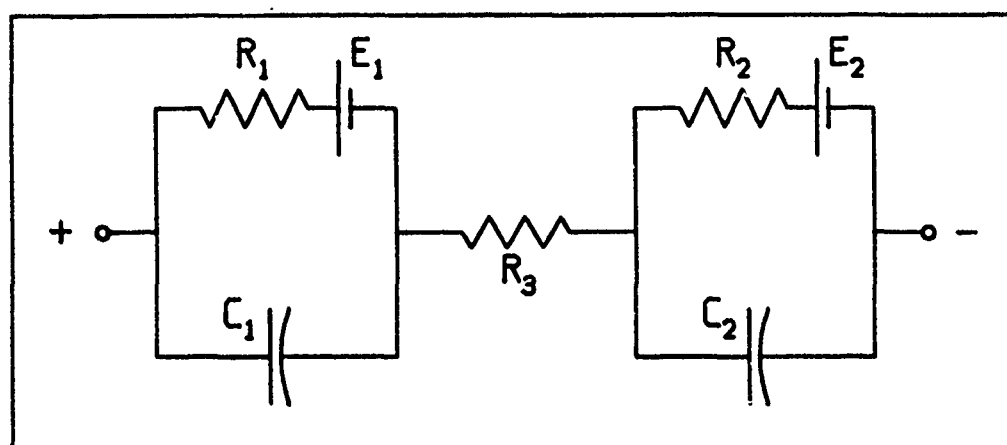 R₁ E₁ R₂ E₂
+ R₃ -
C₁ C₂